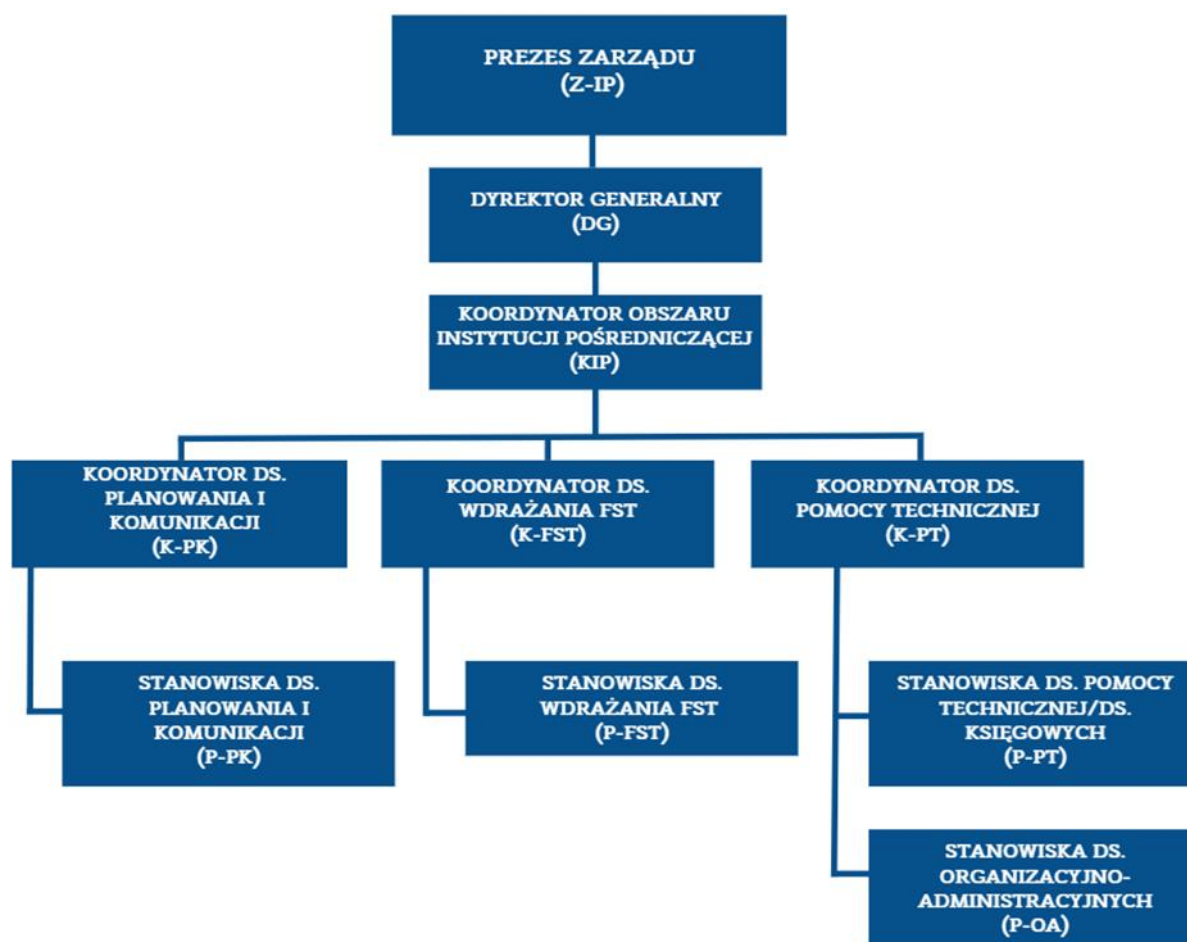 PREZES ZARZĄDU
(Z-IP)
DYREKTOR GENERALNY
(DG)
KOORDYNATOR OBSZARU
INSTYTUCJI POŚREDNICZĄCEJ
(KIP)
KOORDYNATOR DS.
PLANOWANIA I
KOMUNIKACJI
(K-PK)
KOORDYNATOR DS.
WDRAŻANIA FST
(K-FST)
KOORDYNATOR DS.
POMOCY TECHNICZNEJ
(K-PT)
STANOWISKA DS.
PLANOWANIA I
KOMUNIKACJI
(P-PK)
STANOWISKA DS.
WDRAŻANIA FST
(P-FST)
STANOWISKA DS. POMOCY
TECHNICZNEJ/DS.
KSIĘGOWYCH
(P-PT)
STANOWISKA DS.
ORGANIZACYJNO-
ADMINISTRACYJNYCH
(P-OA)